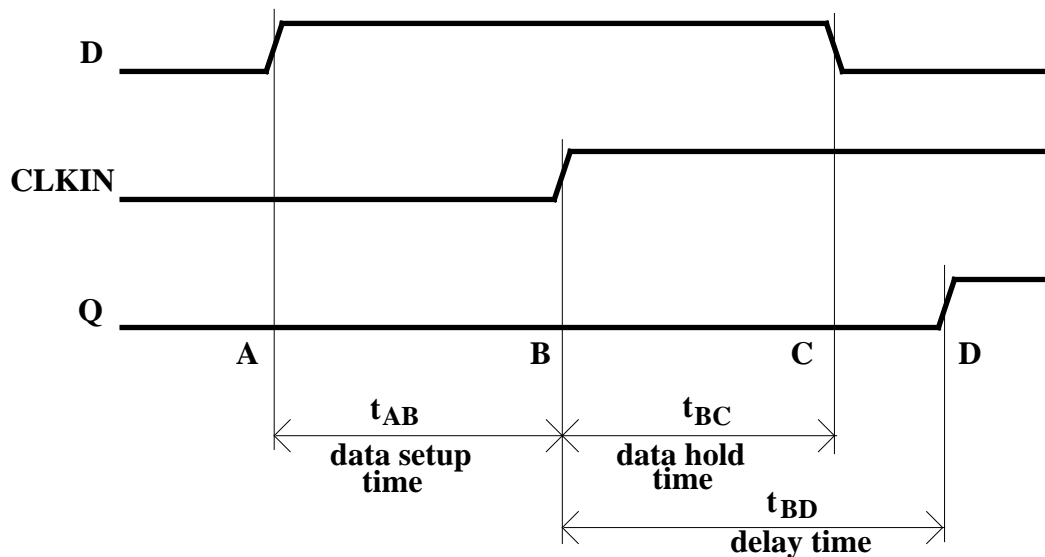 D
CLKIN
Q
A B C D
tAB tBC
data setup data hold
time time
tBD
delay time